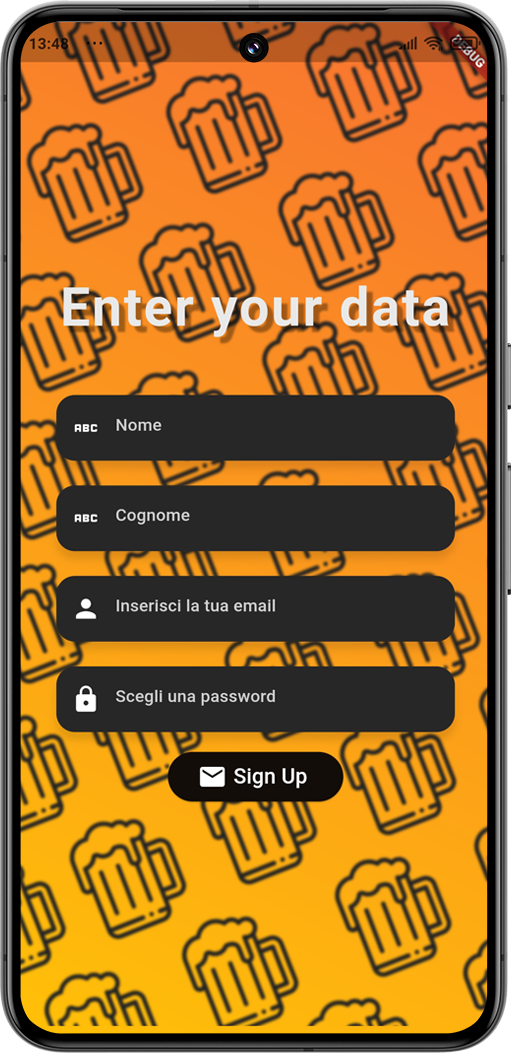 13:48 ...
DEBUG
Enter your data
ABC Nome
ABC Cognome
Inserisci la tua email
Scegli una password
Sign Up